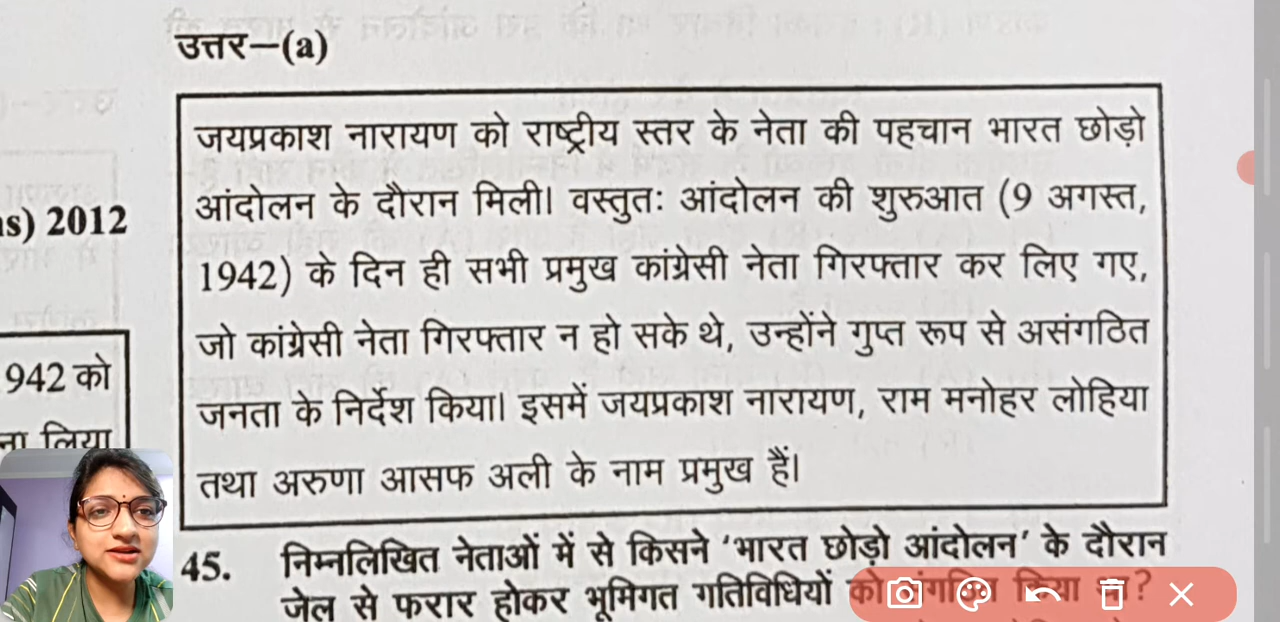 उत्तर–(a)
जयप्रकाश नारायण को राष्ट्रीय स्तर के नेता की पहचान भारत छोड़ो
आंदोलन के दौरान मिली। वस्तुतः आंदोलन की शुरुआत (9 अगस्त,
1942) के दिन ही सभी प्रमुख कांग्रेसी नेता गिरफ्तार कर लिए गए,
जो कांग्रेसी नेता गिरफ्तार न हो सके थे, उन्होंने गुप्त रूप से असंगठित
जनता के निर्देश किया। इसमें जयप्रकाश नारायण, राम मनोहर लोहिया
तथा अरुणा आसफ अली के नाम प्रमुख हैं।
s) 2012
942 को
लिया
45. निम्नलिखित नेताओं में से किसने ‘भारत छोड़ो आंदोलन’ के दौरान
जेल से फरार होकर भूमिगत गतिविधियों को संगठित किया था?